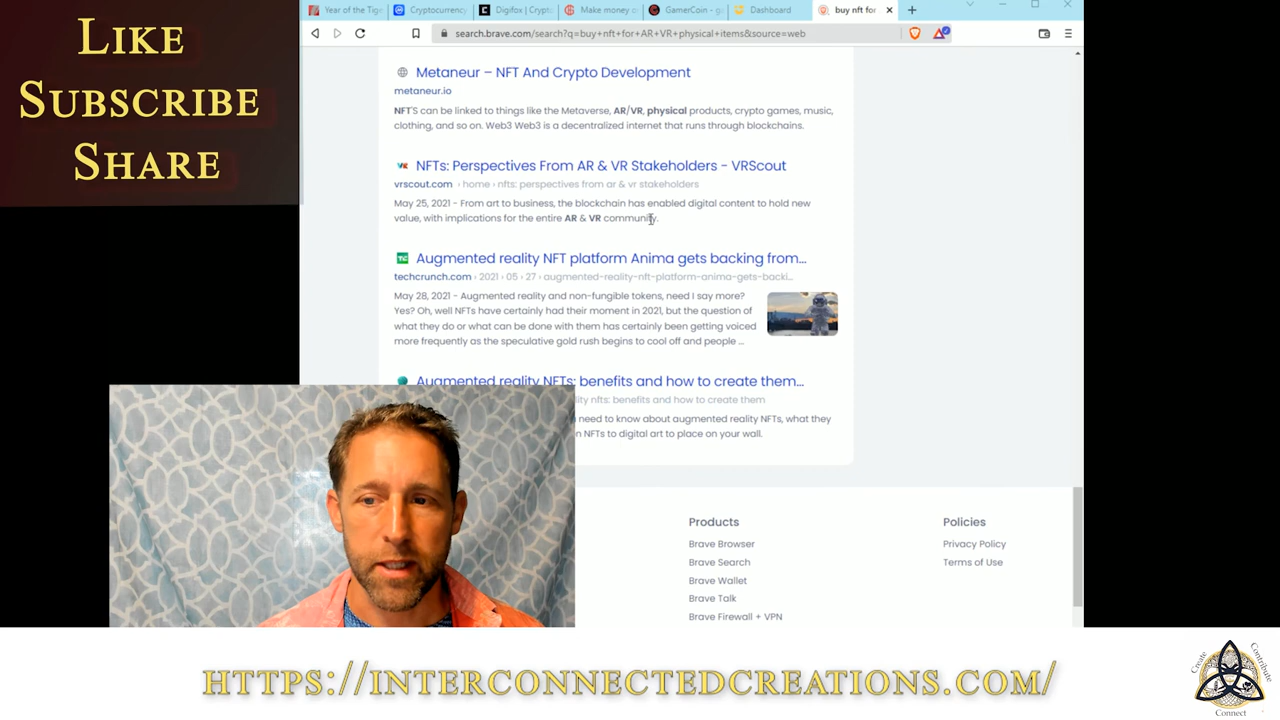 Like
Subscribe
Share
Year of the Tig
Cryptocurrency
Digifox | Crypt
Make money o
GamerCoin - g
Dashboard
buy nft for
search.brave.com/search?q=buy+nft+for+AR+VR+physical+items&source=web
Metaneur – NFT And Crypto Development
metaneur.io
NFT'S can be linked to things like the Metaverse, AR/VR, physical products, crypto games, music,
clothing, and so on. Web3 Web3 is a decentralized internet that runs through blockchains.
NFTs: Perspectives From AR & VR Stakeholders - VRScout
vrscout.com › home › nfts: perspectives from ar & vr stakeholders
May 25, 2021 - From art to business, the blockchain has enabled digital content to hold new
value, with implications for the entire AR & VR community.
Augmented reality NFT platform Anima gets backing from...
techcrunch.com › 2021 › 05 › 27 › augmented-reality-nft-platform-anima-gets-backi...
May 28, 2021 - Augmented reality and non-fungible tokens, need I say more?
Yes? Oh, well NFTs have certainly had their moment in 2021, but the question of
what they do or what can be done with them has certainly been getting voiced
more frequently as the speculative gold rush begins to cool off and people ...
Augmented reality NFTs: benefits and how to create them...
lity nfts: benefits and how to create them
need to know about augmented reality NFTs, what they
n NFTs to digital art to place on your wall.
Products
Brave Browser
Brave Search
Brave Wallet
Brave Talk
Brave Firewall + VPN
Policies
Privacy Policy
Terms of Use
https://interconnectedcreations.com/
Create
Contribute
Connect